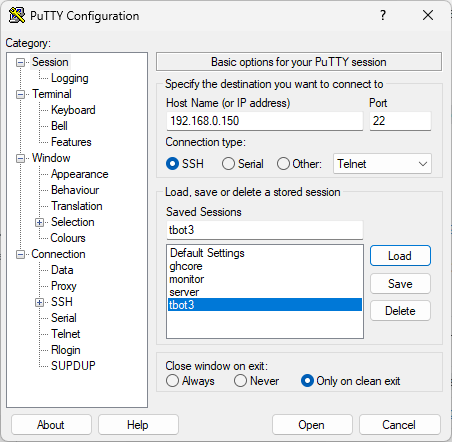 PuTTY Configuration
?
Category:
Session
Logging
Terminal
Keyboard
Bell
Features
Window
Appearance
Behaviour
Translation
Selection
Colours
Connection
Data
Proxy
SSH
Serial
Telnet
Rlogin
SUPDUP
Basic options for your PuTTY session
Specify the destination you want to connect to
Host Name (or IP address) Port
192.168.0.150 22
Connection type:
SSH Serial Other: Telnet
Load, save or delete a stored session
Saved Sessions
tbot3
Default Settings
ghcore
monitor
server
tbot3
Load
Save
Delete
Close window on exit:
Always Never Only on clean exit
About Help Open Cancel